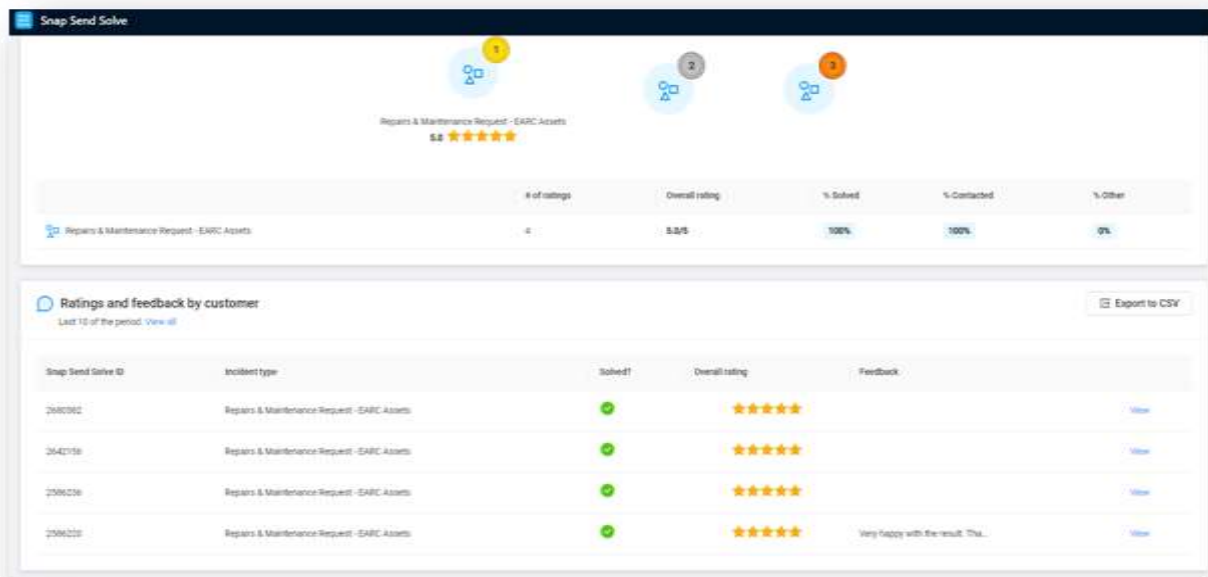 Snap Send Solve
1
2
3
Repairs & Maintenance Request - EARC Assets
5.0
# of ratings Overall rating % Solved % Contacted % Other
Repairs & Maintenance Request - EARC Assets 4 5.0/5 100% 100% 0%
Ratings and feedback by customer
Export to CSV
Last 10 of the period. View all
Snap Send Solve ID Incident type Solved? Overall rating Feedback
Repairs & Maintenance Request - EARC Assets View
2642156 Repairs & Maintenance Request - EARC Assets View
2586236 Repairs & Maintenance Request - EARC Assets View
2586220 Repairs & Maintenance Request - EARC Assets Very happy with the result. Tha... View